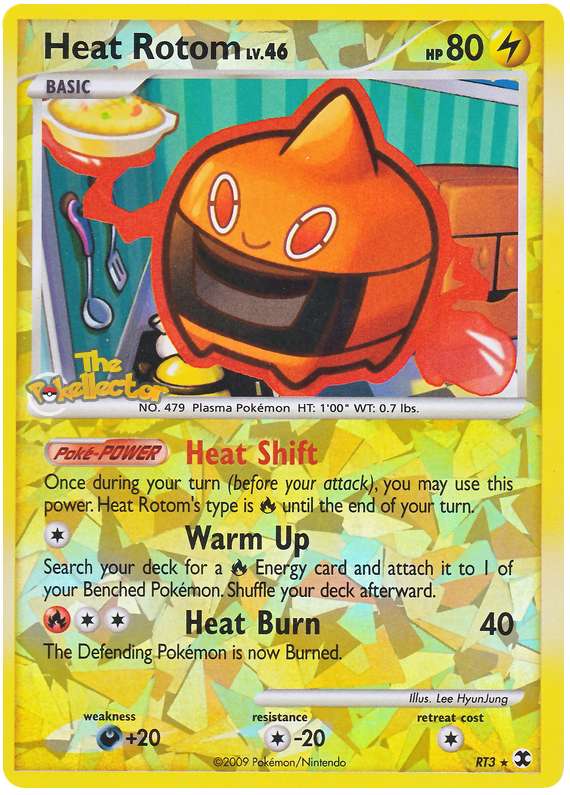 Heat Rotom LV.46 HP 80
BASIC
The
Pokellector
NO. 479 Plasma Pokémon HT: 1'00" WT: 0.7 lbs.
Poké-POWER Heat Shift
Once during your turn (before your attack), you may use this
power. Heat Rotom's type is until the end of your turn.
Warm Up
Search your deck for a Energy card and attach it to 1 of
your Benched Pokémon. Shuffle your deck afterward.
Heat Burn 40
The Defending Pokémon is now Burned.
Illus. Lee HyunJung
weakness resistance retreat cost
+20 -20
©2009 Pokémon/Nintendo RT3